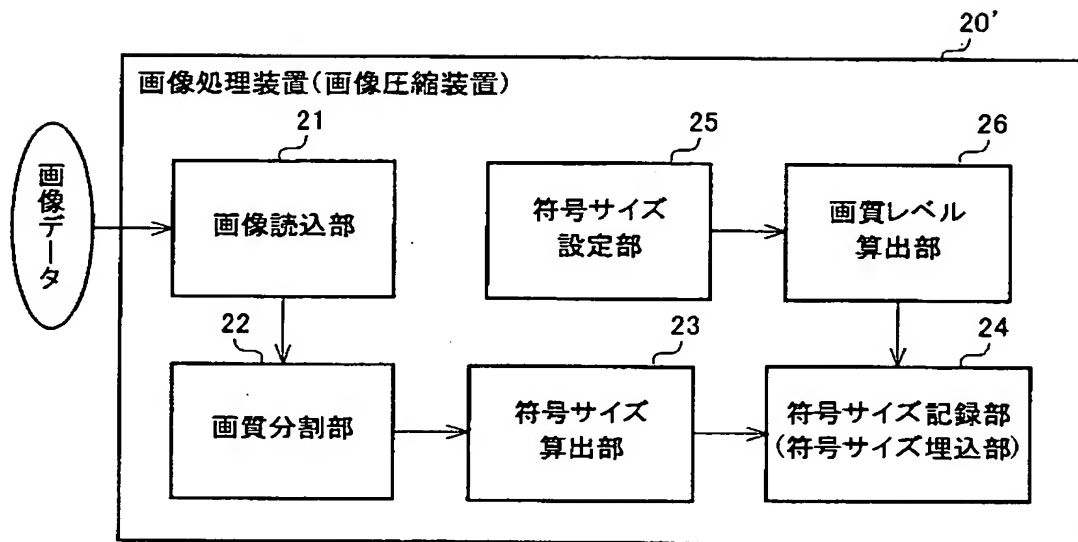 20'
画像処理装置(画像圧縮装置)
画像データ
21
画像読込部
25
符号サイズ
設定部
26
画質レベル
算出部
22
画質分割部
23
符号サイズ
算出部
24
符号サイズ記録部
(符号サイズ埋込部)